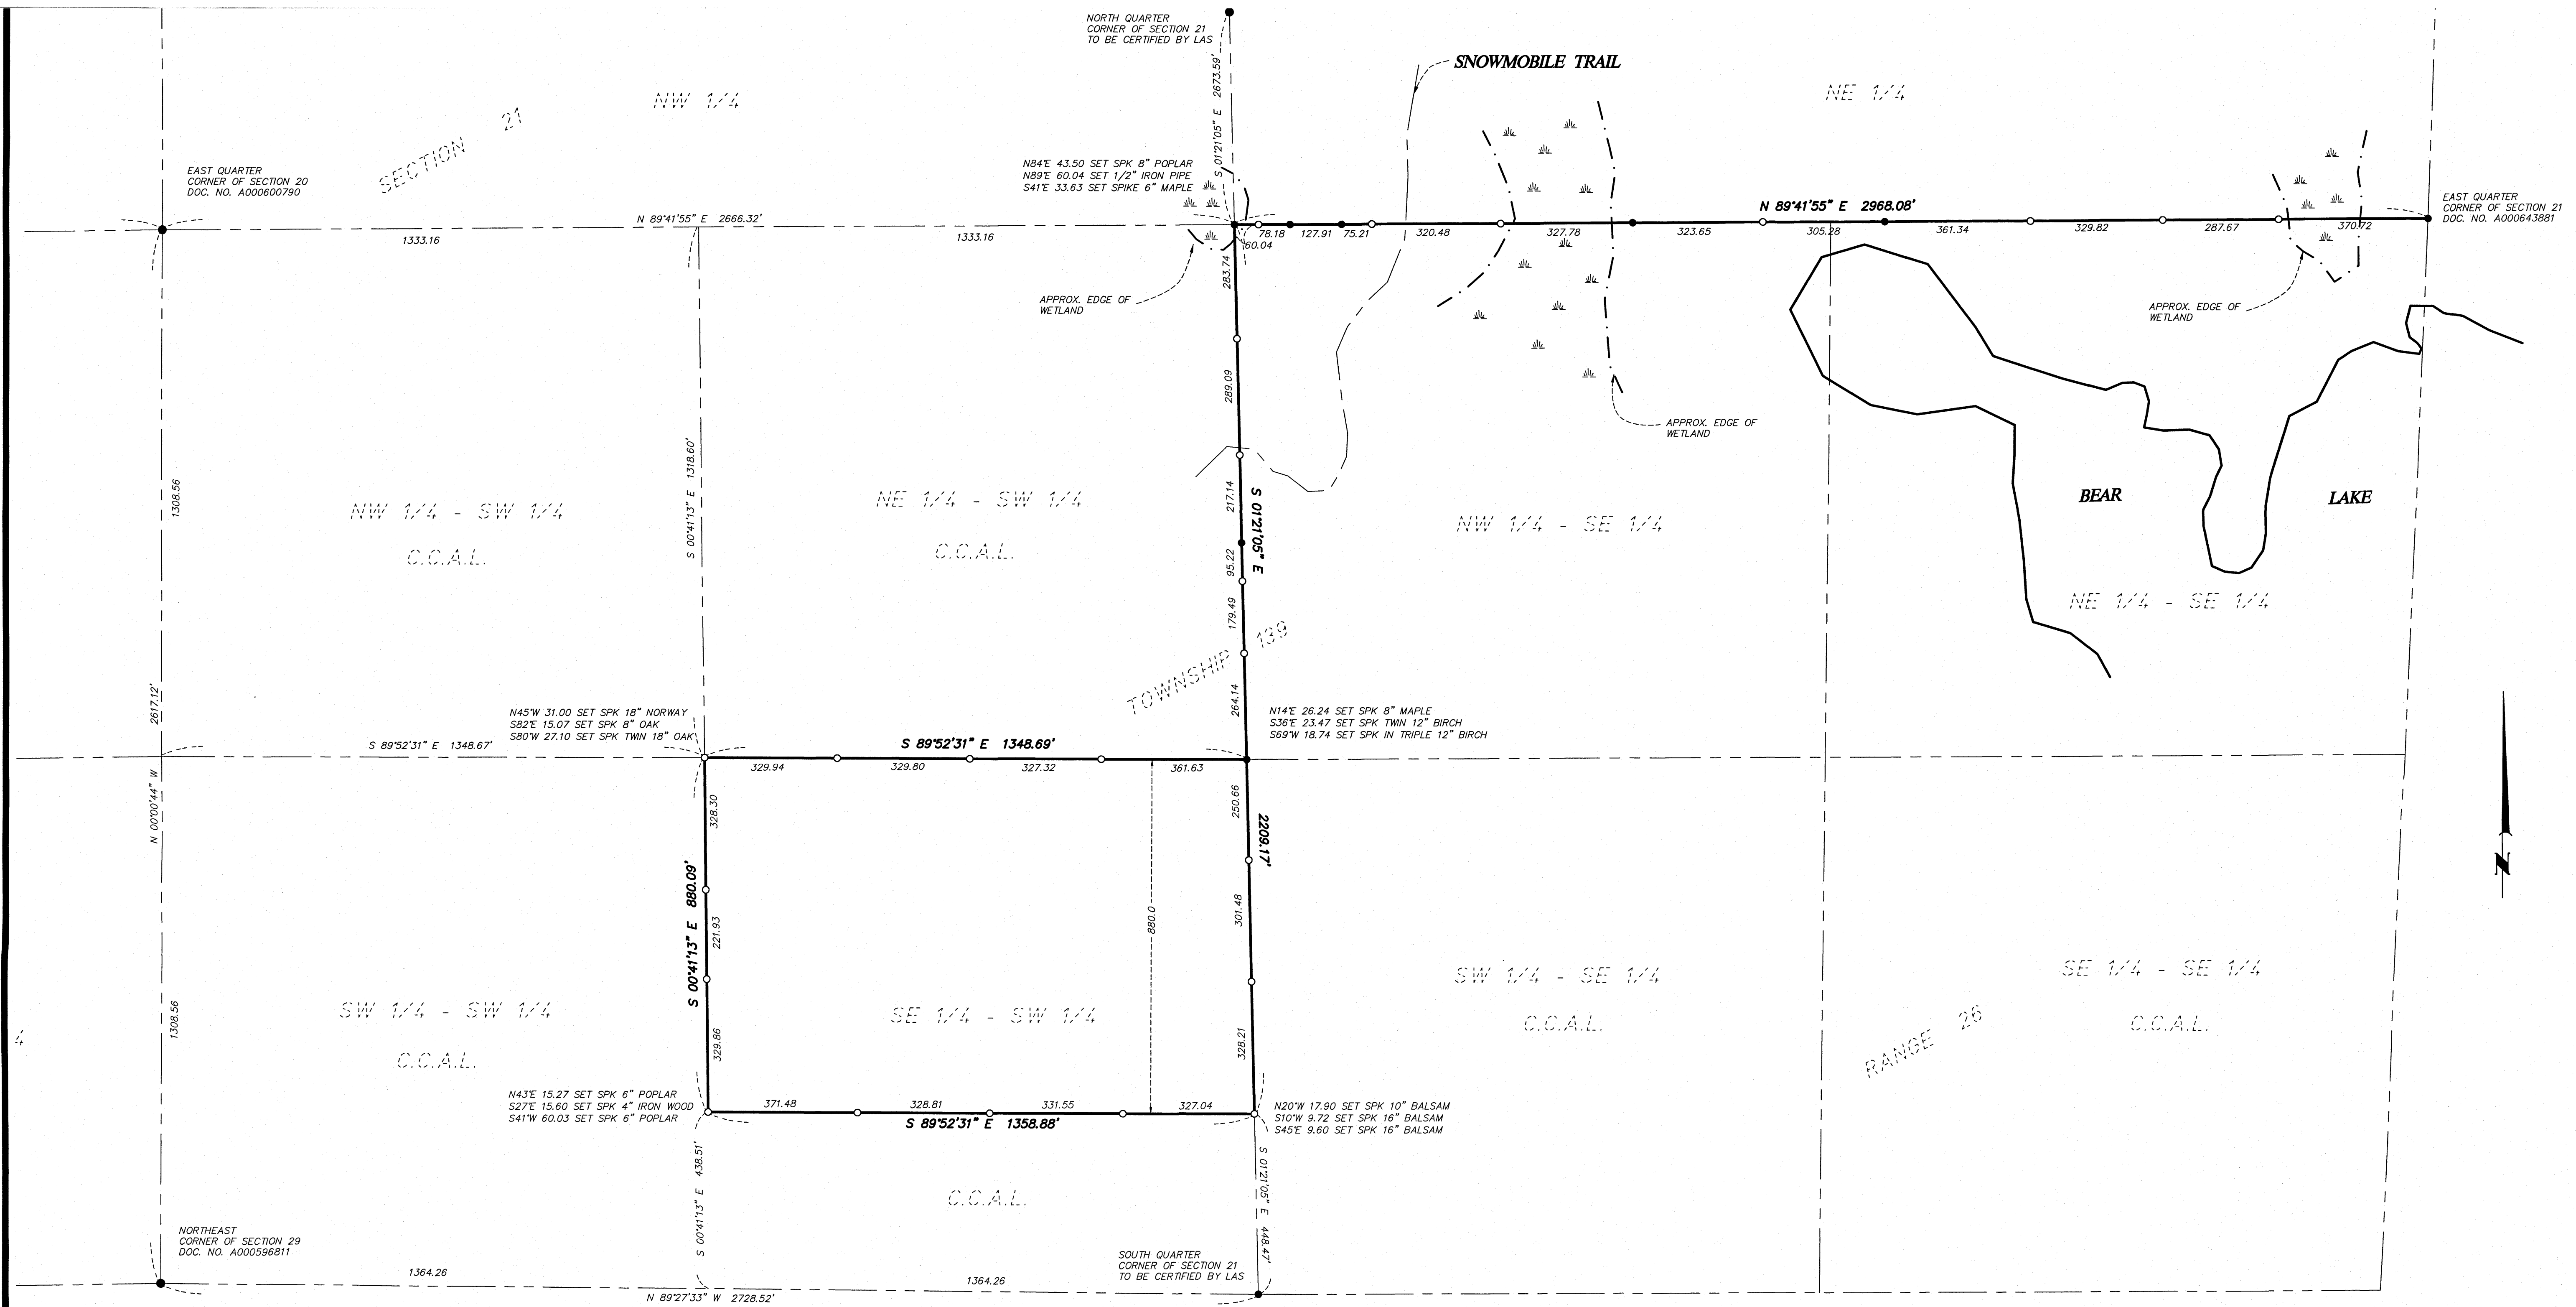 NORTH QUARTER
CORNER OF SECTION 21
TO BE CERTIFIED BY LAS
S 01°21'05" E 2673.59'
SNOWMOBILE TRAIL
NW 1/4
NE 1/4
SECTION 21
EAST QUARTER
CORNER OF SECTION 20
DOC. NO. A000600790
N84°E 43.50 SET SPK 8" POPLAR
N89°E 60.04 SET 1/2" IRON PIPE
S41°E 33.63 SET SPIKE 6" MAPLE
EAST QUARTER
CORNER OF SECTION 21
DOC. NO. A000643881
N 89°41'55" E 2666.32'
N 89°41'55" E 2968.08'
1333.16
1333.16
60.04
78.18
127.91
75.21
320.48
327.78
323.65
305.28
361.34
329.82
287.67
370.72
APPROX. EDGE OF
WETLAND
APPROX. EDGE OF
WETLAND
APPROX. EDGE OF
WETLAND
283.74
289.09
217.14
95.22
179.49
264.14
S 01°21'05" E
1308.56
S 00°41'13" E 1318.60'
NW 1/4 - SW 1/4
C.C.A.L.
NE 1/4 - SW 1/4
C.C.A.L.
NW 1/4 - SE 1/4
BEAR LAKE
NE 1/4 - SE 1/4
TOWNSHIP 139
N 00°00'44" W 2617.12'
N45°W 31.00 SET SPK 18" NORWAY
S82°E 15.07 SET SPK 8" OAK
S80°W 27.10 SET SPK TWIN 18" OAK
N14°E 26.24 SET SPK 8" MAPLE
S36°E 23.47 SET SPK TWIN 12" BIRCH
S69°W 18.74 SET SPK IN TRIPLE 12" BIRCH
S 89°52'31" E 1348.67'
S 89°52'31" E 1348.69'
329.94
329.80
327.32
361.63
328.30
221.93
329.86
S 00°41'13" E 880.09'
880.0
250.66
301.48
328.21
2209.17'
N
1308.56
4
SW 1/4 - SW 1/4
C.C.A.L.
SE 1/4 - SW 1/4
SW 1/4 - SE 1/4
C.C.A.L.
SE 1/4 - SE 1/4
C.C.A.L.
RANGE 26
N43°E 15.27 SET SPK 6" POPLAR
S27°E 15.60 SET SPK 4" IRON WOOD
S41°W 60.03 SET SPK 6" POPLAR
371.48
328.81
331.55
327.04
S 89°52'31" E 1358.88'
N20°W 17.90 SET SPK 10" BALSAM
S10°W 9.72 SET SPK 16" BALSAM
S45°E 9.60 SET SPK 16" BALSAM
S 00°41'13" E 438.51'
S 01°21'05" E 448.47'
C.C.A.L.
NORTHEAST
CORNER OF SECTION 29
DOC. NO. A000596811
SOUTH QUARTER
CORNER OF SECTION 21
TO BE CERTIFIED BY LAS
1364.26
1364.26
N 89°27'33" W 2728.52'